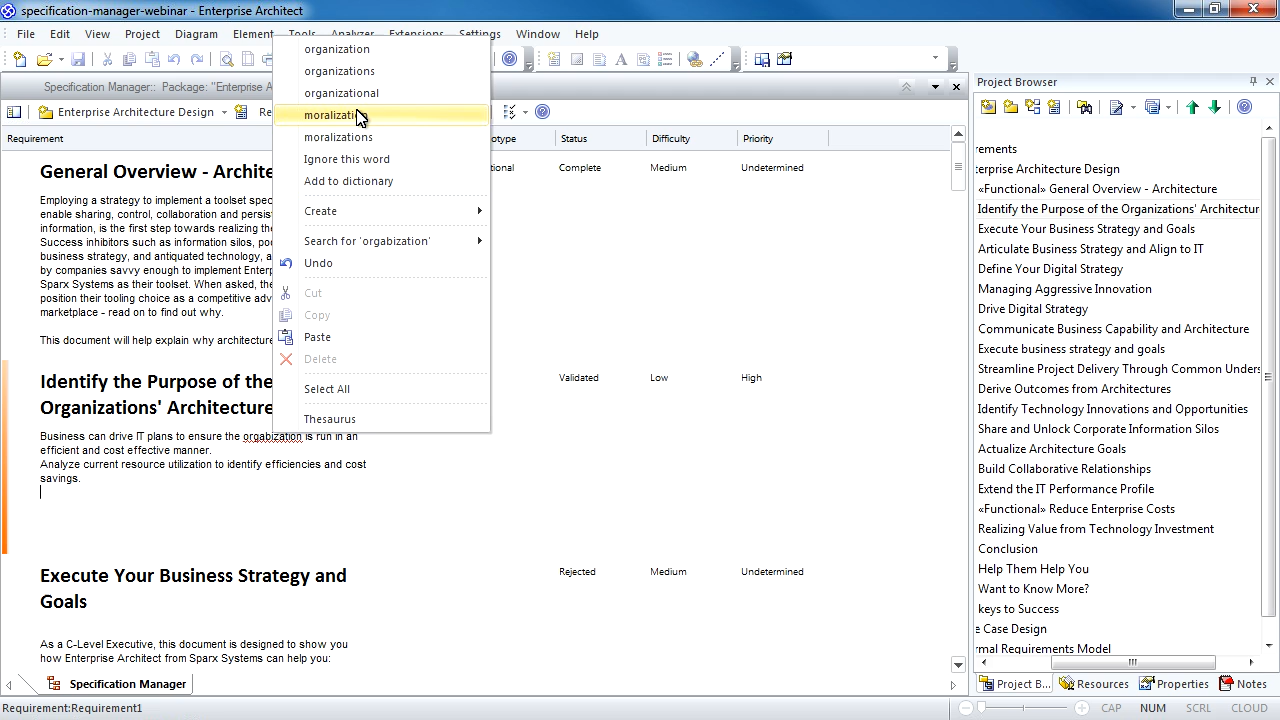 specification-manager-webinar - Enterprise Architect
File Edit View Project Diagram Element Tools Analyzer Extensions Settings Window Help
Specification Manager:: Package: "Enterprise A
Project Browser
Enterprise Architecture Design
Requirement
Status Difficulty Priority
organization
organizations
organizational
moralizations
Ignore this word
Add to dictionary
Create
Search for 'orgabization'
Undo
Cut
Copy
Paste
Delete
Select All
Thesaurus
General Overview - Archite
Complete Medium Undetermined
Employing a strategy to implement a toolset spec
enable sharing, control, collaboration and persis
information, is the first step towards realizing the
Success inhibitors such as information silos, po
business strategy, and antiquated technology, a
by companies savvy enough to implement Enter
Sparx Systems as their toolset. When asked, the
position their tooling choice as a competitive adv
marketplace - read on to find out why.
This document will help explain why architecture
Identify the Purpose of the
Organizations' Architecture
Validated Low High
Business can drive IT plans to ensure the orgabization is run in an
efficient and cost effective manner.
Analyze current resource utilization to identify efficiencies and cost
savings.
Execute Your Business Strategy and
Goals
Rejected Medium Undetermined
As a C-Level Executive, this document is designed to show you
how Enterprise Architect from Sparx Systems can help you:
Specification Manager
rements
erprise Architecture Design
«Functional» General Overview - Architecture
Identify the Purpose of the Organizations' Architectur
Execute Your Business Strategy and Goals
Articulate Business Strategy and Align to IT
Define Your Digital Strategy
Managing Aggressive Innovation
Drive Digital Strategy
Communicate Business Capability and Architecture
Execute business strategy and goals
Streamline Project Delivery Through Common Unders
Derive Outcomes from Architectures
Identify Technology Innovations and Opportunities
Share and Unlock Corporate Information Silos
Actualize Architecture Goals
Build Collaborative Relationships
Extend the IT Performance Profile
«Functional» Reduce Enterprise Costs
Realizing Value from Technology Investment
Conclusion
Help Them Help You
Want to Know More?
keys to Success
e Case Design
rmal Requirements Model
Project B... Resources Properties Notes
Requirement:Requirement1
CAP NUM SCRL CLOUD